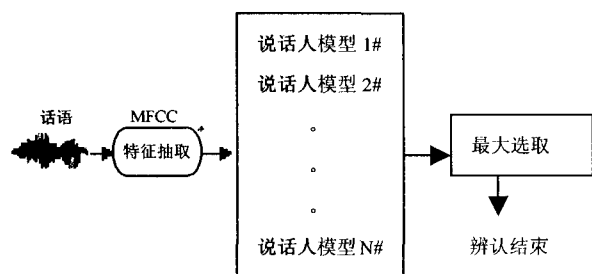 话语
MFCC
特征抽取
说话人模型 1#
说话人模型 2#
。
。
。
说话人模型 N#
最大选取
辨认结束